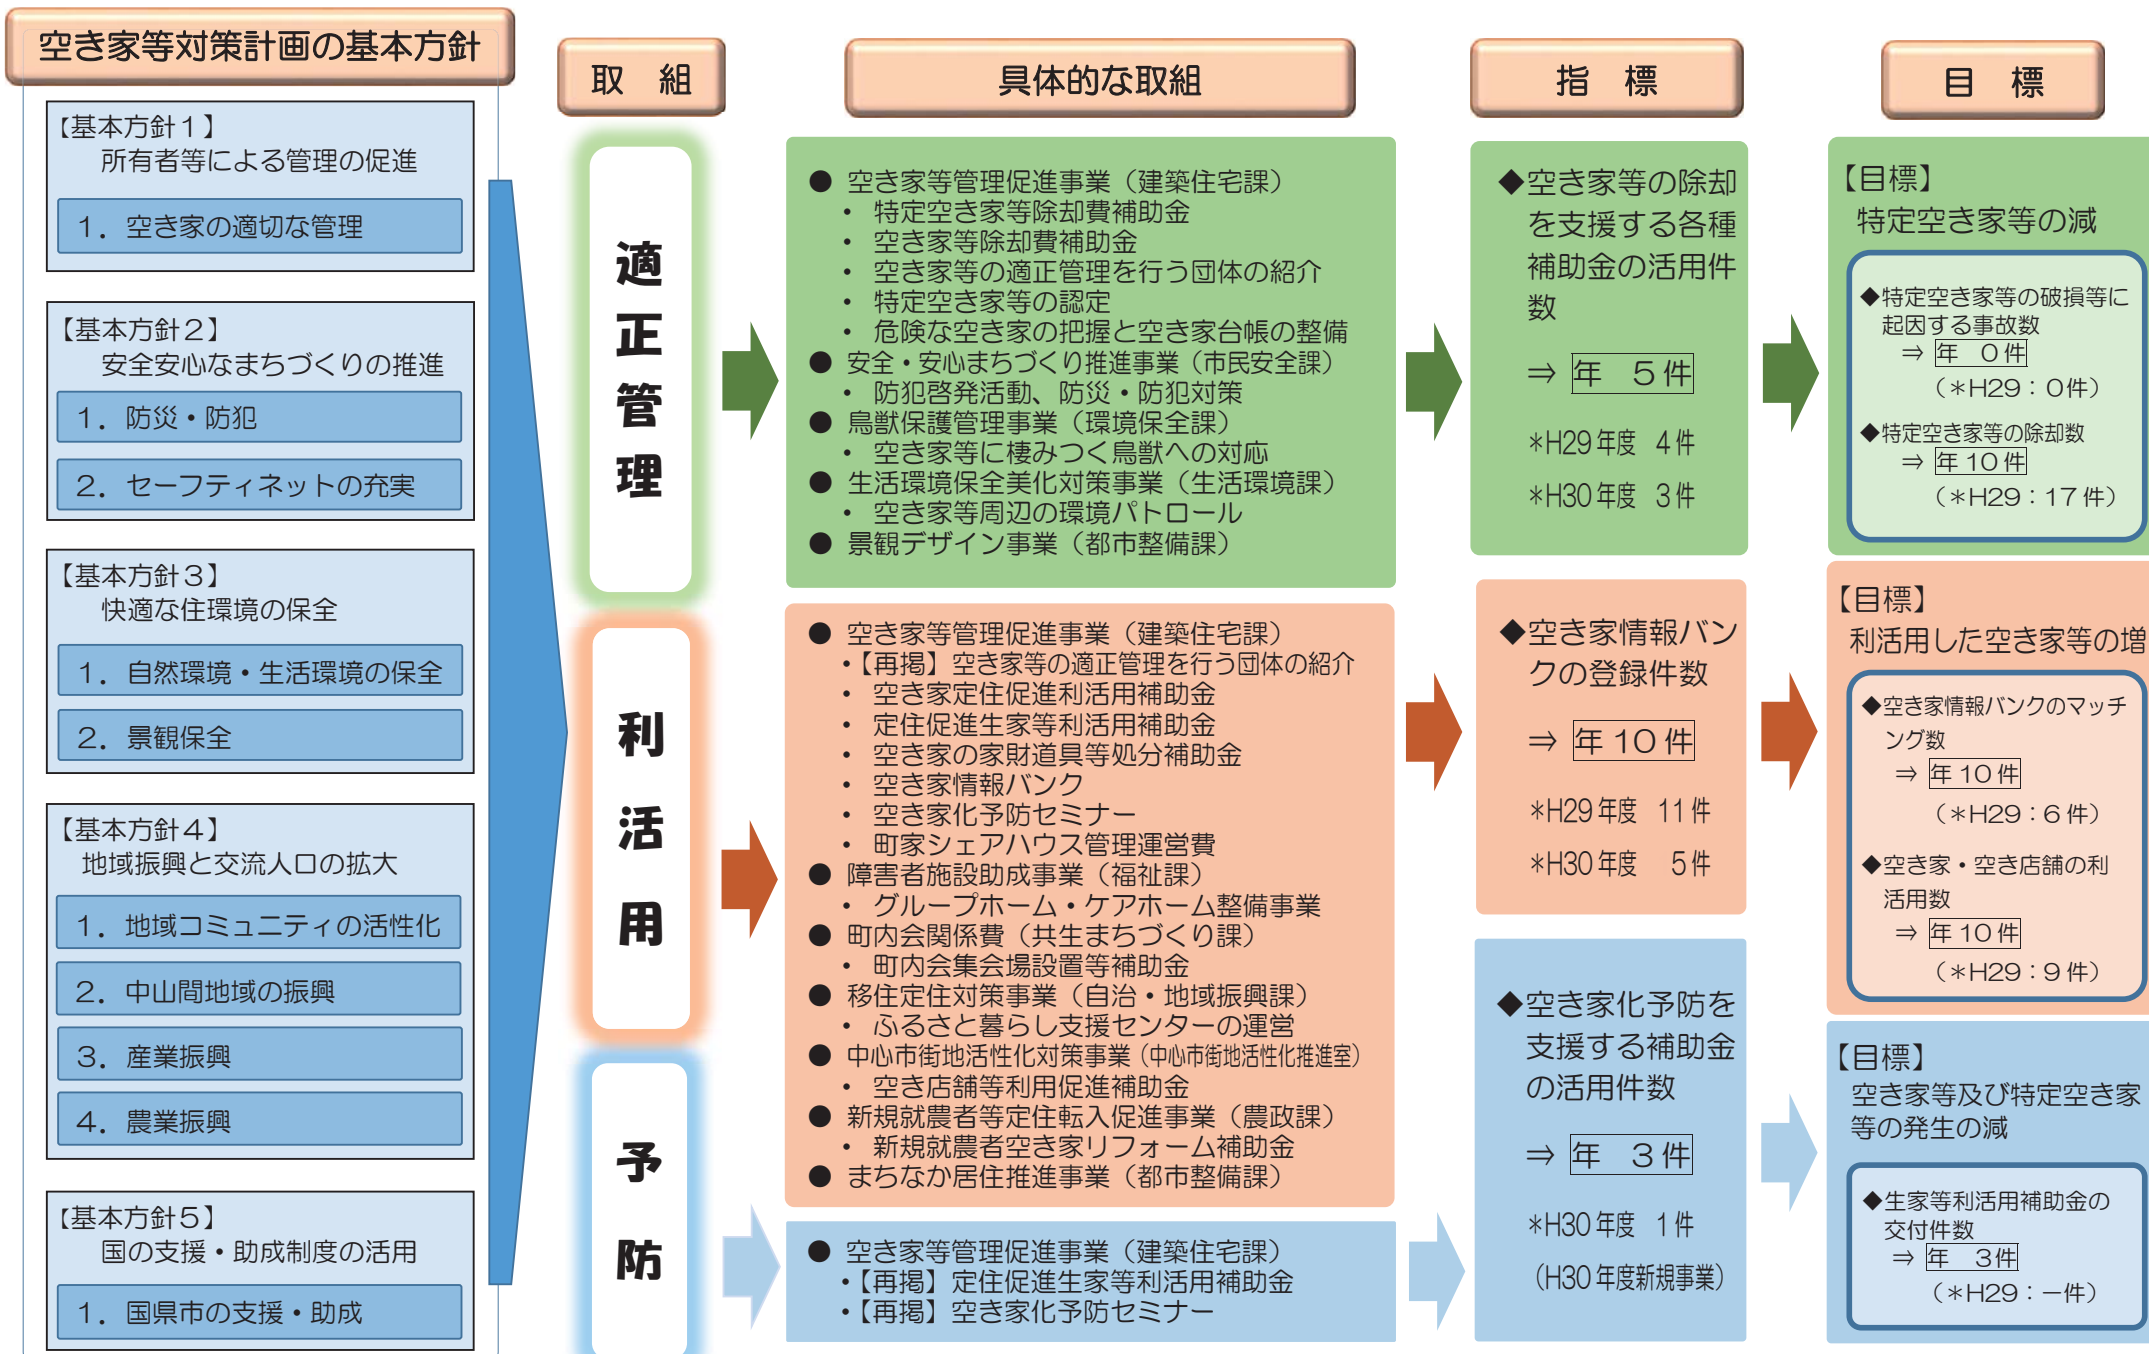 空き家等対策計画の基本方針
【基本方針１】
所有者等による管理の促進
１．空き家の適切な管理
【基本方針２】
安全安心なまちづくりの推進
１．防災・防犯
２．セーフティネットの充実
【基本方針３】
快適な住環境の保全
１．自然環境・生活環境の保全
２．景観保全
【基本方針４】
地域振興と交流人口の拡大
１．地域コミュニティの活性化
２．中山間地域の振興
３．産業振興
４．農業振興
【基本方針５】
国の支援・助成制度の活用
１．国県市の支援・助成
取　組
適正管理
利活用
予防
具体的な取組
● 空き家等管理促進事業（建築住宅課）
・ 特定空き家等除却費補助金
・ 空き家等除却費補助金
・ 空き家等の適正管理を行う団体の紹介
・ 特定空き家等の認定
・ 危険な空き家の把握と空き家台帳の整備
● 安全・安心まちづくり推進事業（市民安全課）
・ 防犯啓発活動、防災・防犯対策
● 鳥獣保護管理事業（環境保全課）
・ 空き家等に棲みつく鳥獣への対応
● 生活環境保全美化対策事業（生活環境課）
・ 空き家等周辺の環境パトロール
● 景観デザイン事業（都市整備課）
● 空き家等管理促進事業（建築住宅課）
・【再掲】空き家等の適正管理を行う団体の紹介
・ 空き家定住促進利活用補助金
・ 定住促進生家等利活用補助金
・ 空き家の家財道具等処分補助金
・ 空き家情報バンク
・ 空き家化予防セミナー
・ 町家シェアハウス管理運営費
● 障害者施設助成事業（福祉課）
・ グループホーム・ケアホーム整備事業
● 町内会関係費（共生まちづくり課）
・ 町内会集会場設置等補助金
● 移住定住対策事業（自治・地域振興課）
・ ふるさと暮らし支援センターの運営
● 中心市街地活性化対策事業（中心市街地活性化推進室）
・ 空き店舗等利用促進補助金
● 新規就農者等定住転入促進事業（農政課）
・ 新規就農者空き家リフォーム補助金
● まちなか居住推進事業（都市整備課）
● 空き家等管理促進事業（建築住宅課）
・【再掲】定住促進生家等利活用補助金
・【再掲】空き家化予防セミナー
指　標
◆空き家等の除却
を支援する各種
補助金の活用件
数
⇒ 年　５件
＊H29年度　4件
＊H30年度　3件
◆空き家情報バン
クの登録件数
⇒ 年10件
＊H29年度　11件
＊H30年度　5件
◆空き家化予防を
支援する補助金
の活用件数
⇒ 年　３件
＊H30年度　1件
（H30年度新規事業）
目　標
【目標】
特定空き家等の減
◆特定空き家等の破損等に
起因する事故数
⇒ 年　０件
（＊H29：0件）
◆特定空き家等の除却数
⇒ 年10件
（＊H29：17件）
【目標】
利活用した空き家等の増
◆空き家情報バンクのマッチ
ング数
⇒ 年10件
（＊H29：6件）
◆空き家・空き店舗の利
活用数
⇒ 年10件
（＊H29：9件）
【目標】
空き家等及び特定空き家
等の発生の減
◆生家等利活用補助金の
交付件数
⇒ 年　３件
（＊H29：－件）